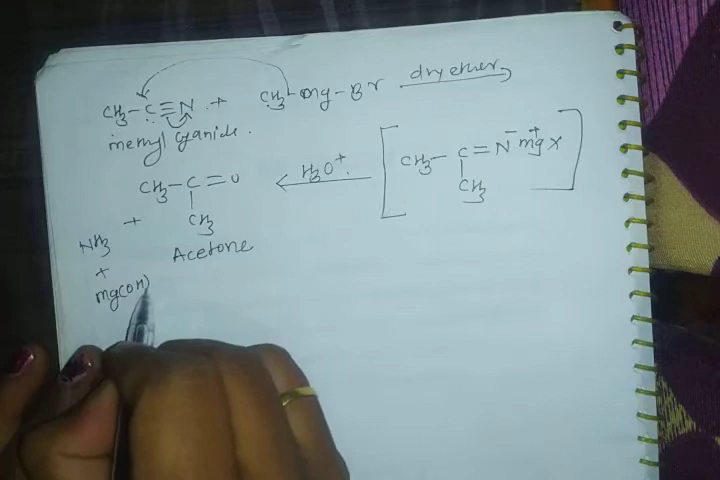 CH3-C≡N + CH3-Mg-Br dry ether
methyl cyanide.
[CH3-C=N⁻ mg⁺X]
CH3
H3O+.
CH3-C=O
CH3
+
Acetone
NH3
+
mg(OH)